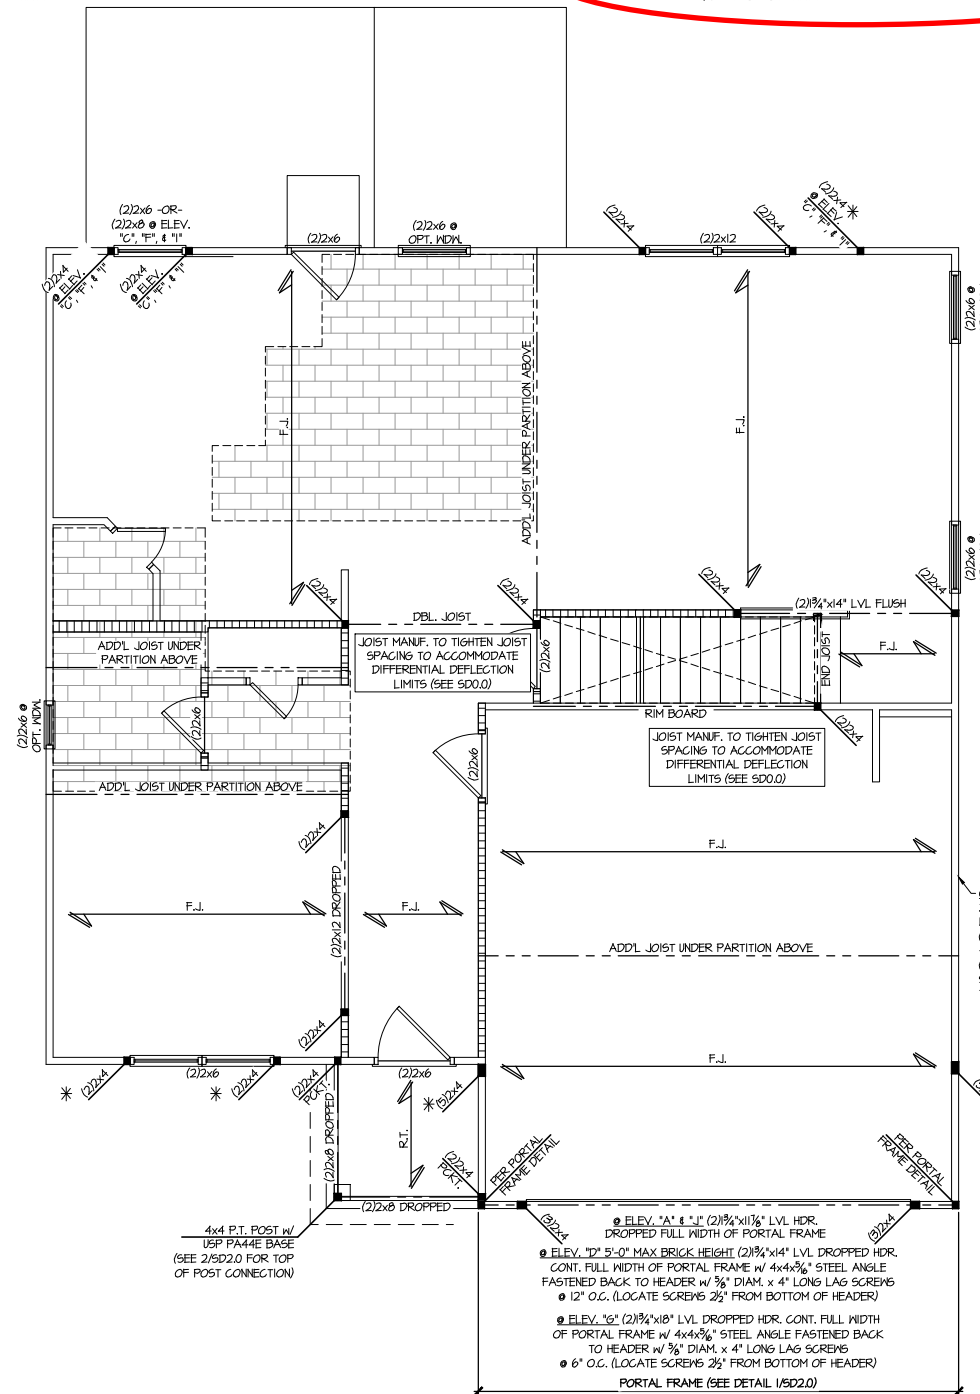 (2)2x6 -OR-
(2)2x8 @ ELEV.
"C", "F", & "I"
(2)2x4
@ ELEV.
"C", "F", & "I"
(2)2x4
@ ELEV.
"C", "F", & "I"
(2)2x6
(2)2x6 @
OPT. WDW.
(2)2x4
(2)2x12
(2)2x4
(2)2x4 *
@ ELEV.
"C", "F", & "I"
(2)2x6 @
F.J.
ADD'L JOIST UNDER PARTITION ABOVE
F.J.
(2)2x6 @
(2)2x4
DBL. JOIST
(2)2x4
(2)2x4
(2)1¾"x14" LVL FLUSH
(2)2x4
ADD'L JOIST UNDER
PARTITION ABOVE
JOIST MANUF. TO TIGHTEN JOIST
SPACING TO ACCOMMODATE
DIFFERENTIAL DEFLECTION
LIMITS (SEE SD0.0)
(2)2x6
END JOIST
F.J.
(2)2x6 @
OPT. WDW.
(2)2x6
RIM BOARD
(2)2x4
(2)2x6
JOIST MANUF. TO TIGHTEN JOIST
SPACING TO ACCOMMODATE
DIFFERENTIAL DEFLECTION
LIMITS (SEE SD0.0)
ADD'L JOIST UNDER PARTITION ABOVE
(2)2x4
F.J.
F.J.
F.J.
(2)2x12 DROPPED
ADD'L JOIST UNDER PARTITION ABOVE
(2)2x4
F.J.
* (2)2x4
(2)2x6
* (2)2x4
(2)2x4
PCKT.
(2)2x6
* (5)2x4
(2)2x8 DROPPED
R.T.
(2)2x4
PCKT.
PER PORTAL
FRAME DETAIL
PER PORTAL
FRAME DETAIL
(2)2x8 DROPPED
4x4 P.T. POST W/
USP PA44E BASE
(SEE 2/SD2.0 FOR TOP
OF POST CONNECTION)
(3)2x4
(3)2x4
@ ELEV. "A" & "J" (2)1¾"x11⅞" LVL HDR.
DROPPED FULL WIDTH OF PORTAL FRAME
@ ELEV. "D" 5'-0" MAX BRICK HEIGHT (2)1¾"x14" LVL DROPPED HDR.
CONT. FULL WIDTH OF PORTAL FRAME W/ 4x4x5/16" STEEL ANGLE
FASTENED BACK TO HEADER W/ ⅝" DIAM. x 4" LONG LAG SCREWS
@ 12" O.C. (LOCATE SCREWS 2½" FROM BOTTOM OF HEADER)
@ ELEV. "G" (2)1¾"x18" LVL DROPPED HDR. CONT. FULL WIDTH
OF PORTAL FRAME W/ 4x4x5/16" STEEL ANGLE FASTENED BACK
TO HEADER W/ ⅝" DIAM. x 4" LONG LAG SCREWS
@ 6" O.C. (LOCATE SCREWS 2½" FROM BOTTOM OF HEADER)
PORTAL FRAME (SEE DETAIL 1/SD2.0)